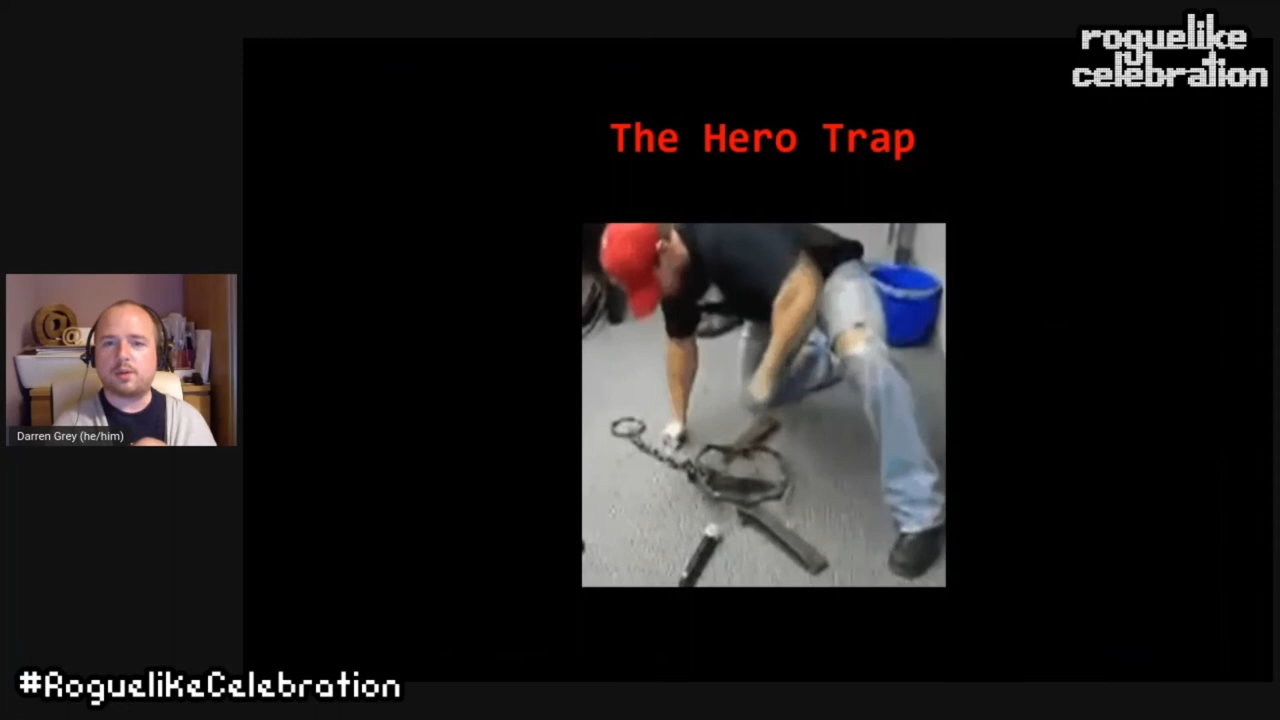 roguelike
celebration
The Hero Trap
@
@
Darren Grey (he/him)
#RoguelikeCelebration